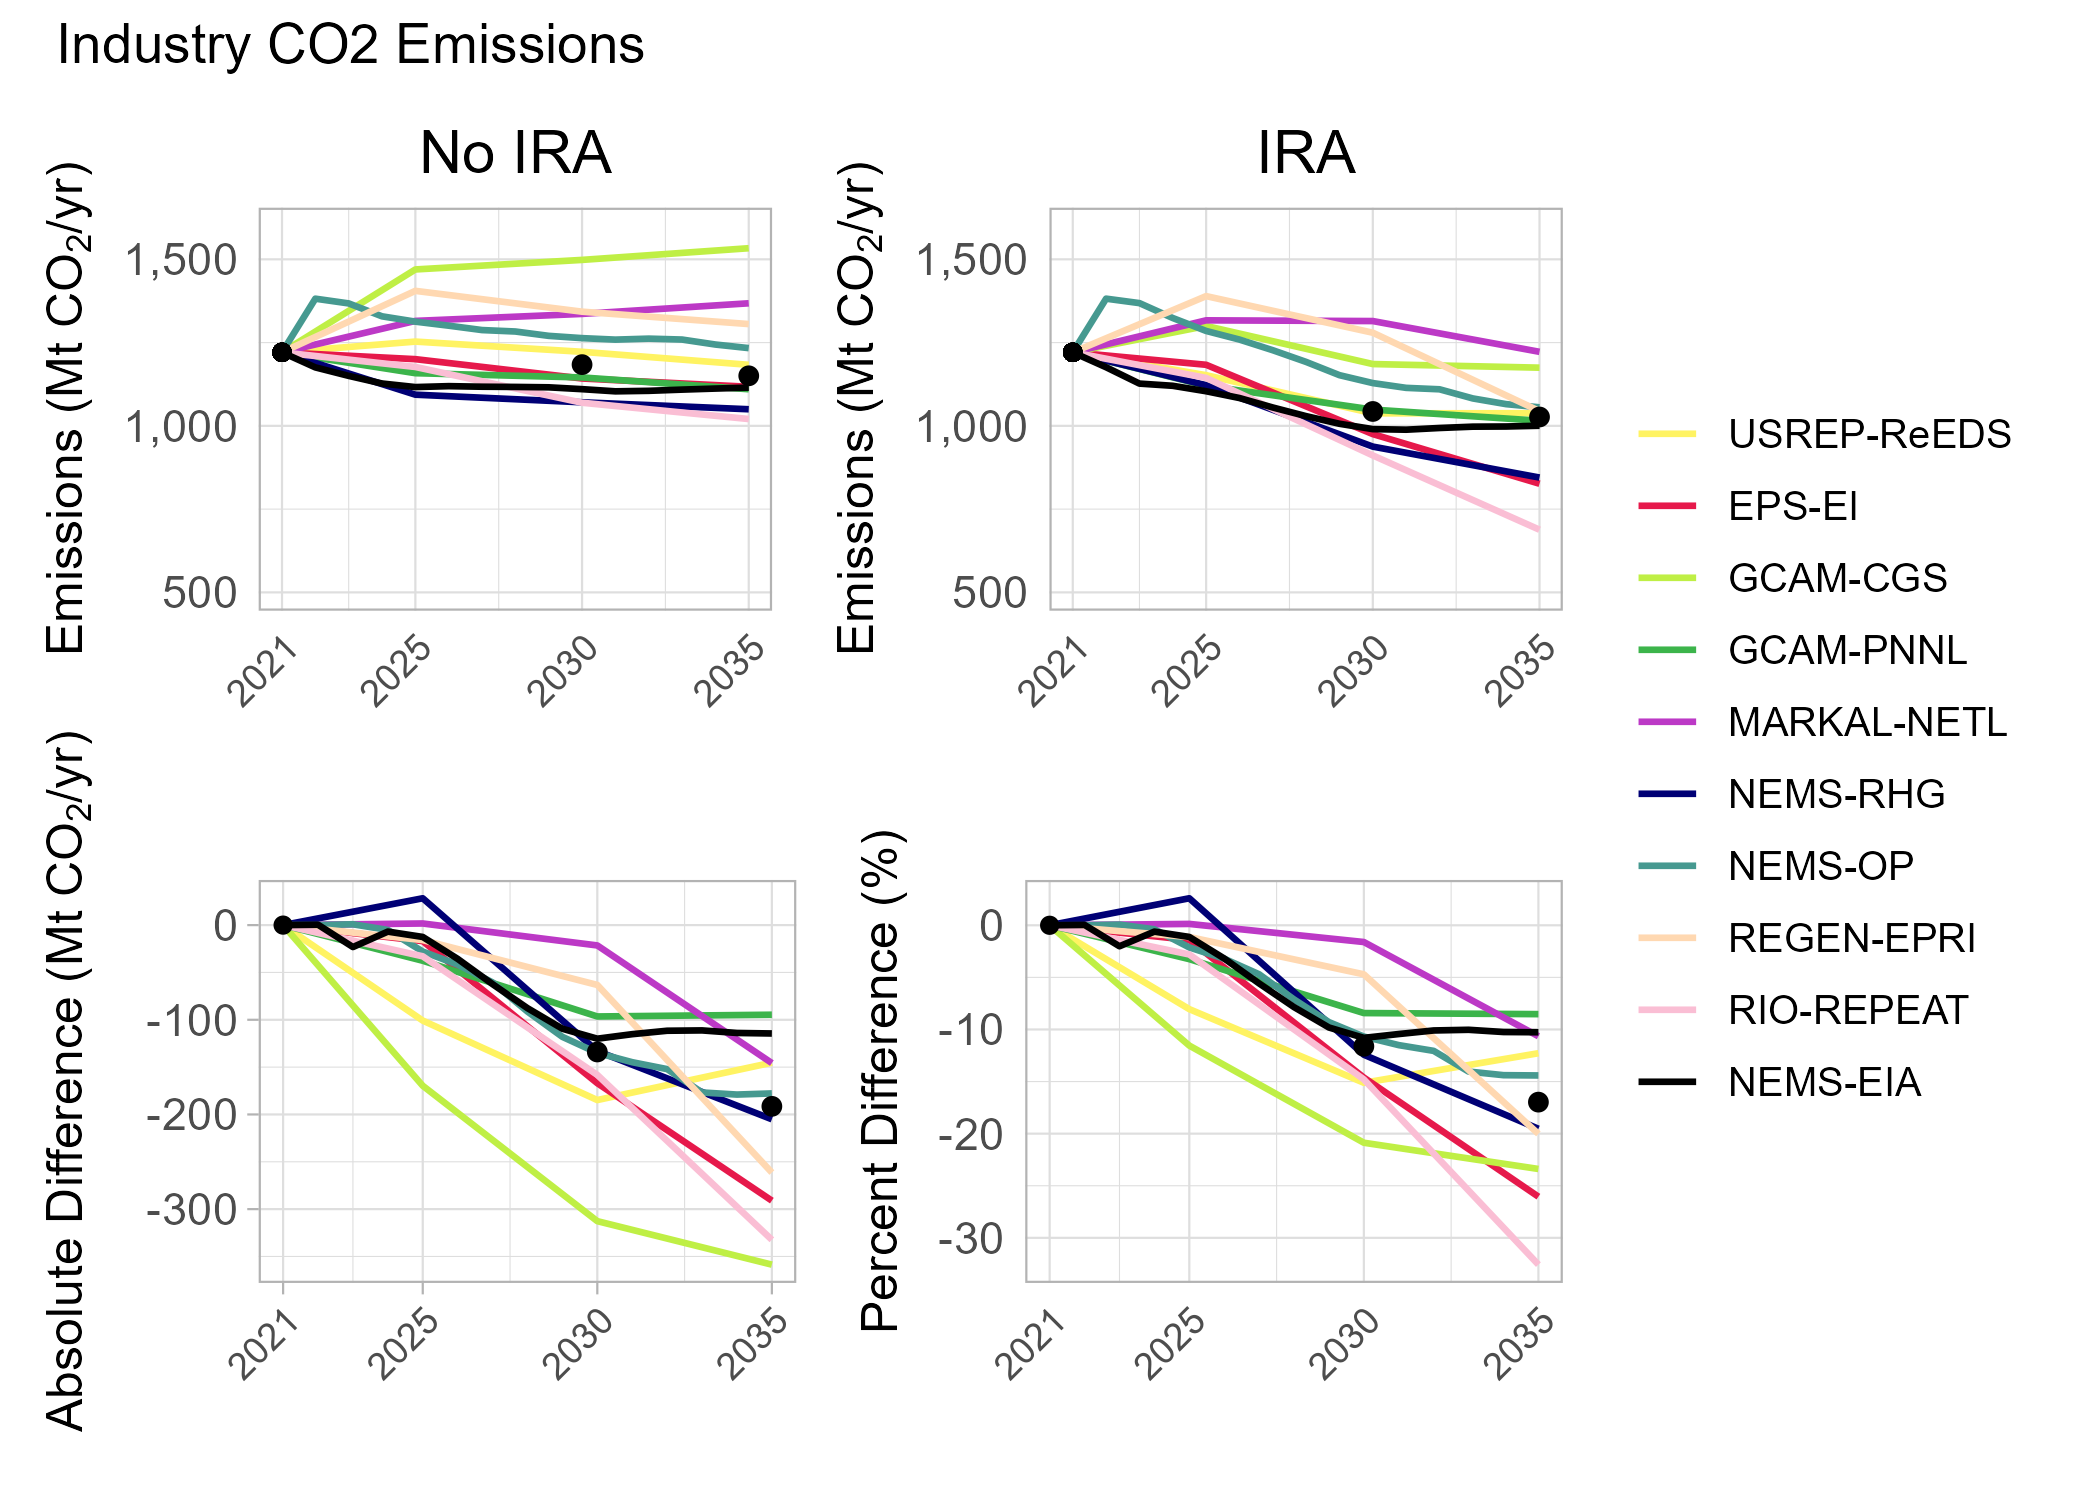 Industry CO2 Emissions
No IRA
IRA
Emissions (Mt CO₂/yr)
1,500
1,000
500
2021
2025
2030
2035
Emissions (Mt CO₂/yr)
1,500
1,000
500
2021
2025
2030
2035
Absolute Difference (Mt CO₂/yr)
0
-100
-200
-300
2021
2025
2030
2035
Percent Difference (%)
0
-10
-20
-30
2021
2025
2030
2035
USREP-ReEDS
EPS-EI
GCAM-CGS
GCAM-PNNL
MARKAL-NETL
NEMS-RHG
NEMS-OP
REGEN-EPRI
RIO-REPEAT
NEMS-EIA